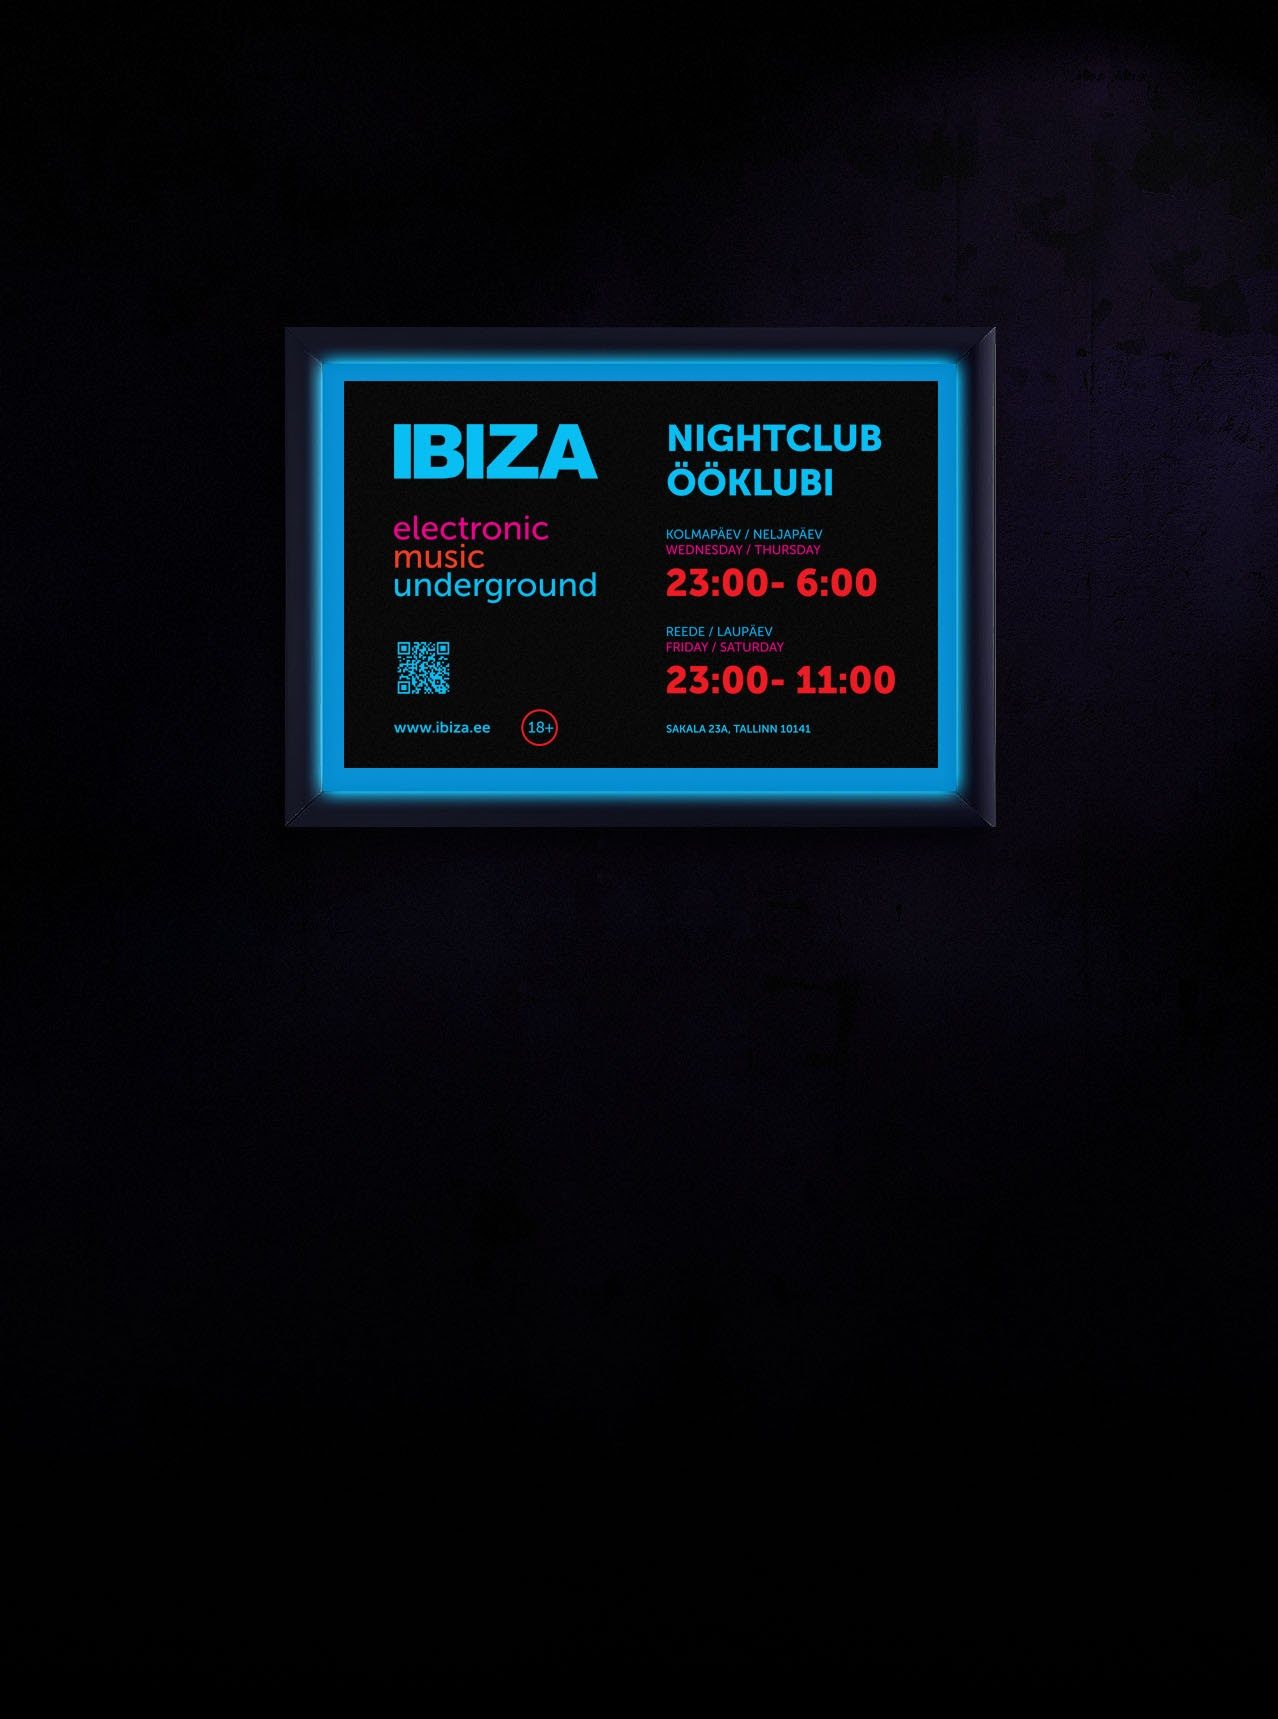 IBIZA
electronic
music
underground
www.ibiza.ee
18+
NIGHTCLUB
ÖÖKLUBI
KOLMAPÄEV / NELJAPÄEV
WEDNESDAY / THURSDAY
23:00- 6:00
REEDE / LAUPÄEV
FRIDAY / SATURDAY
23:00- 11:00
SAKALA 23A, TALLINN 10141